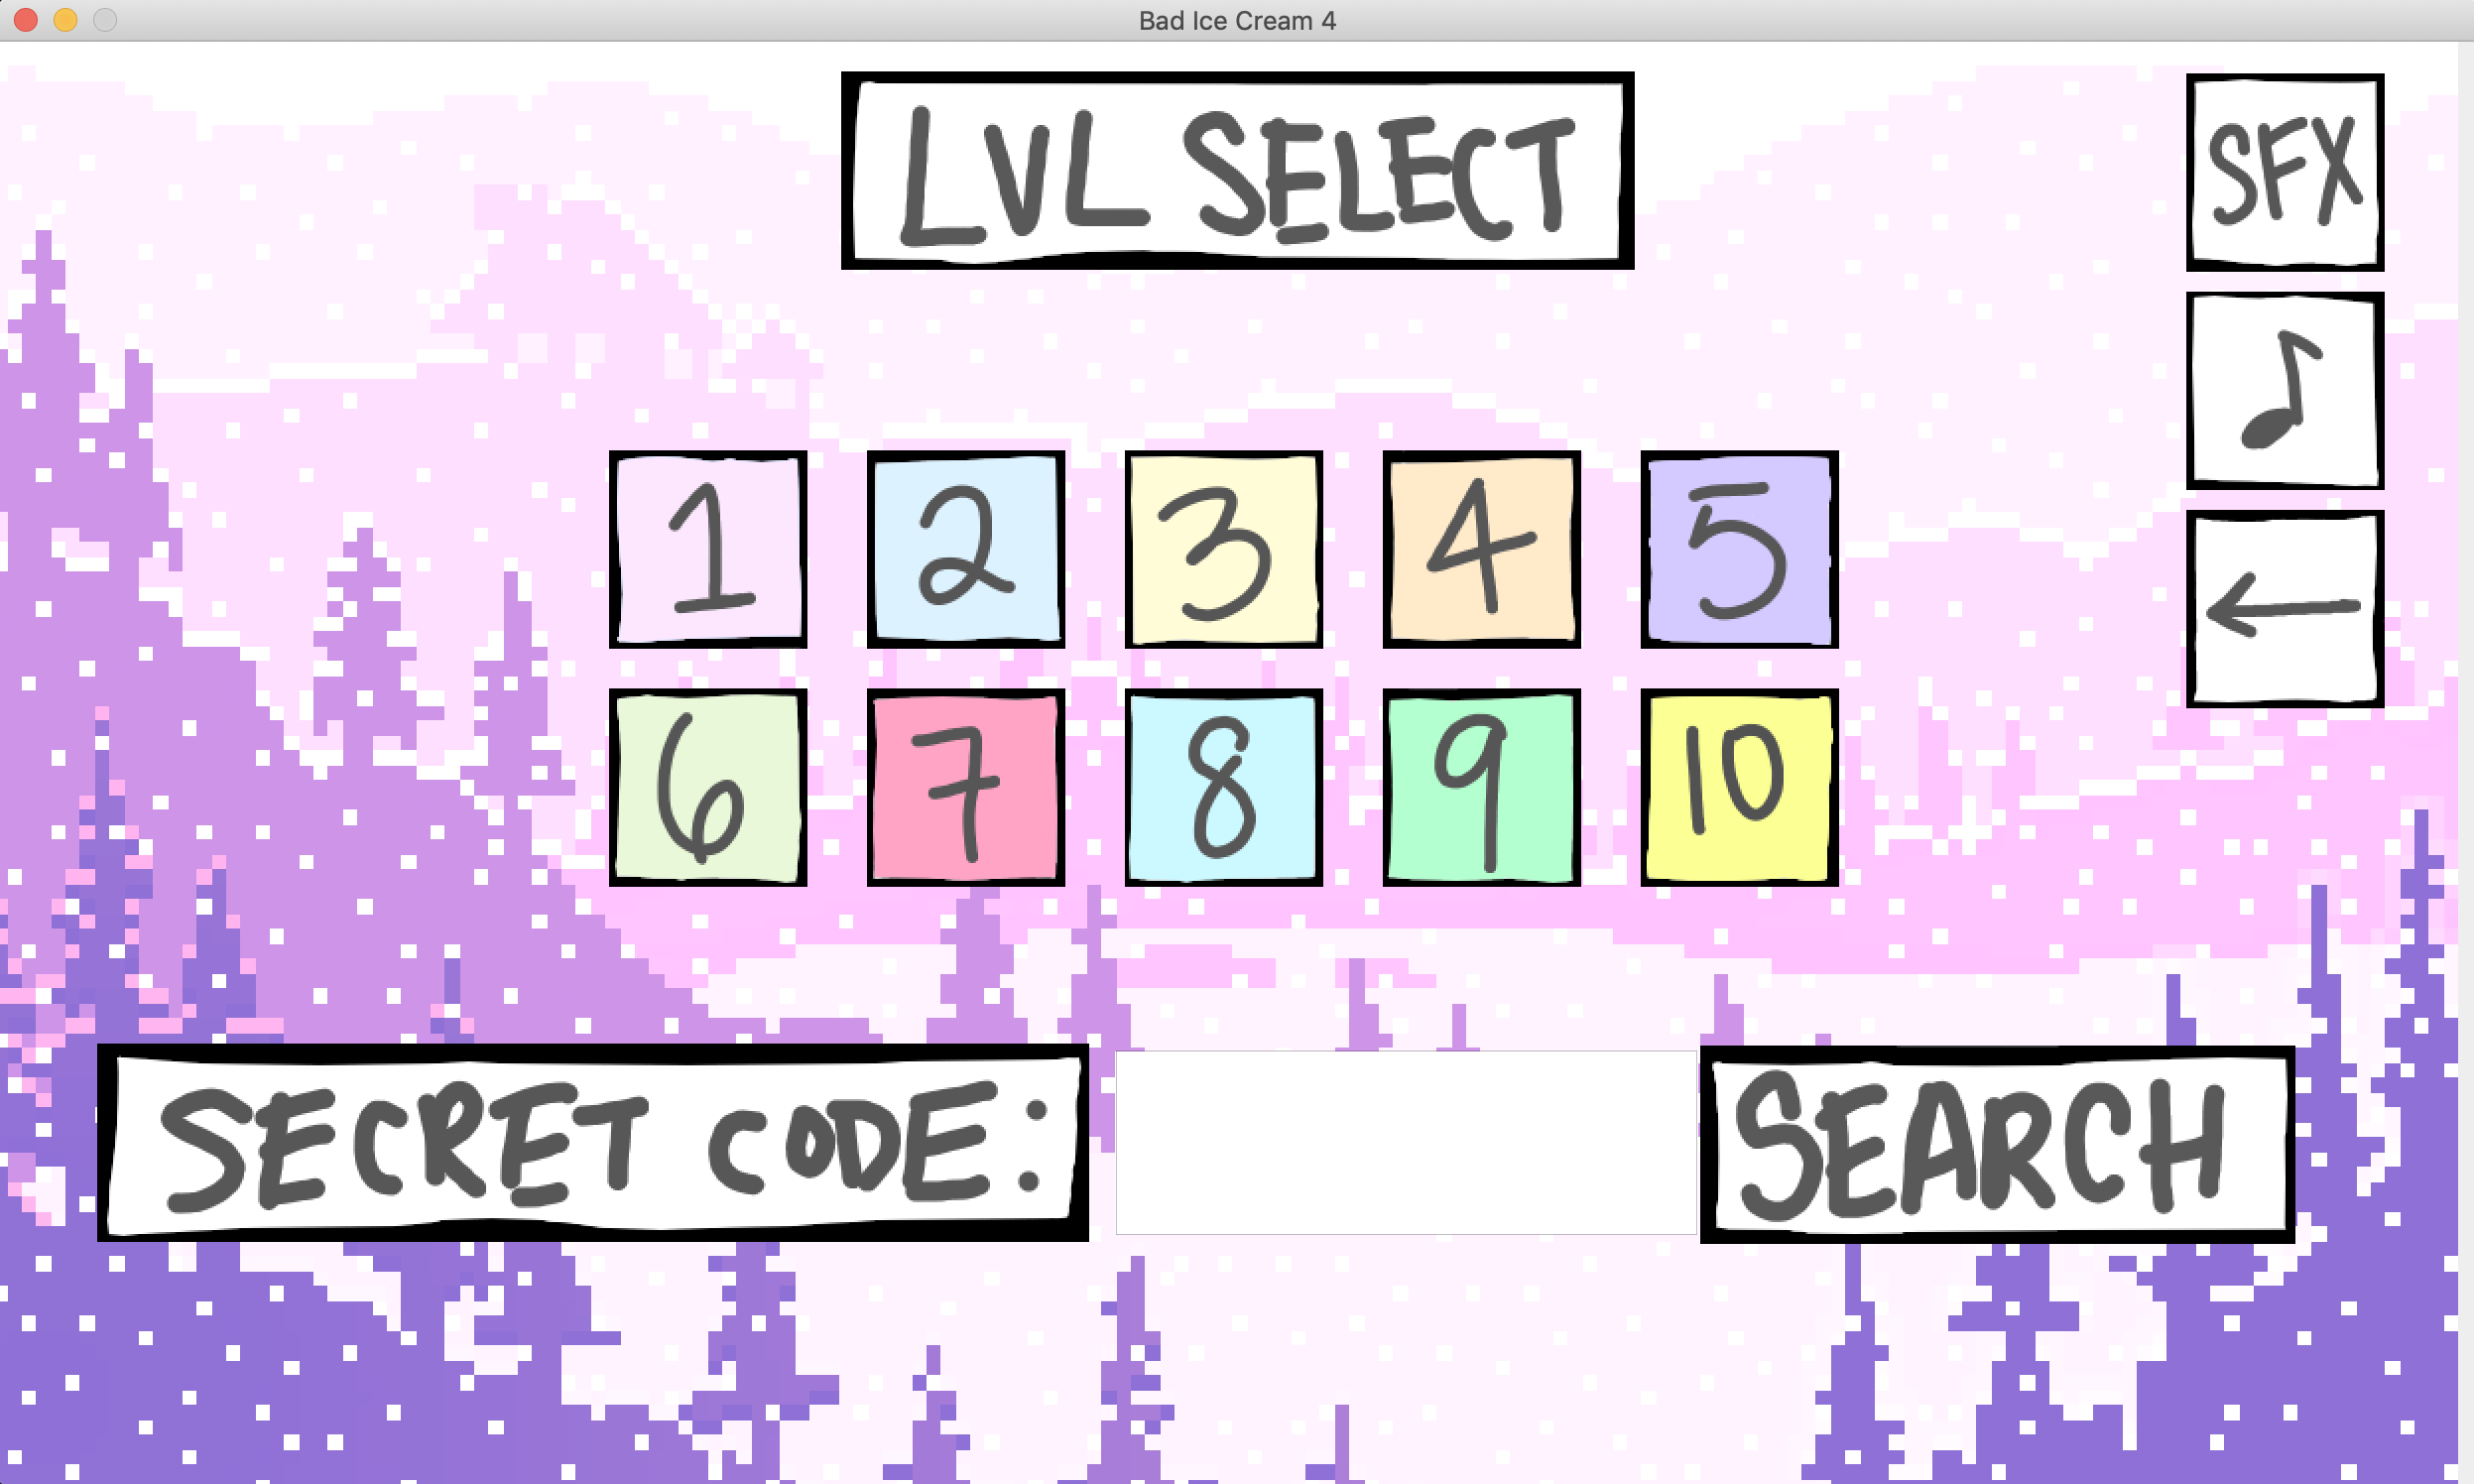 Bad Ice Cream 4
LVL SELECT
SFX
1 2 3 4 5
6 7 8 9 10
SECRET CODE:
SEARCH